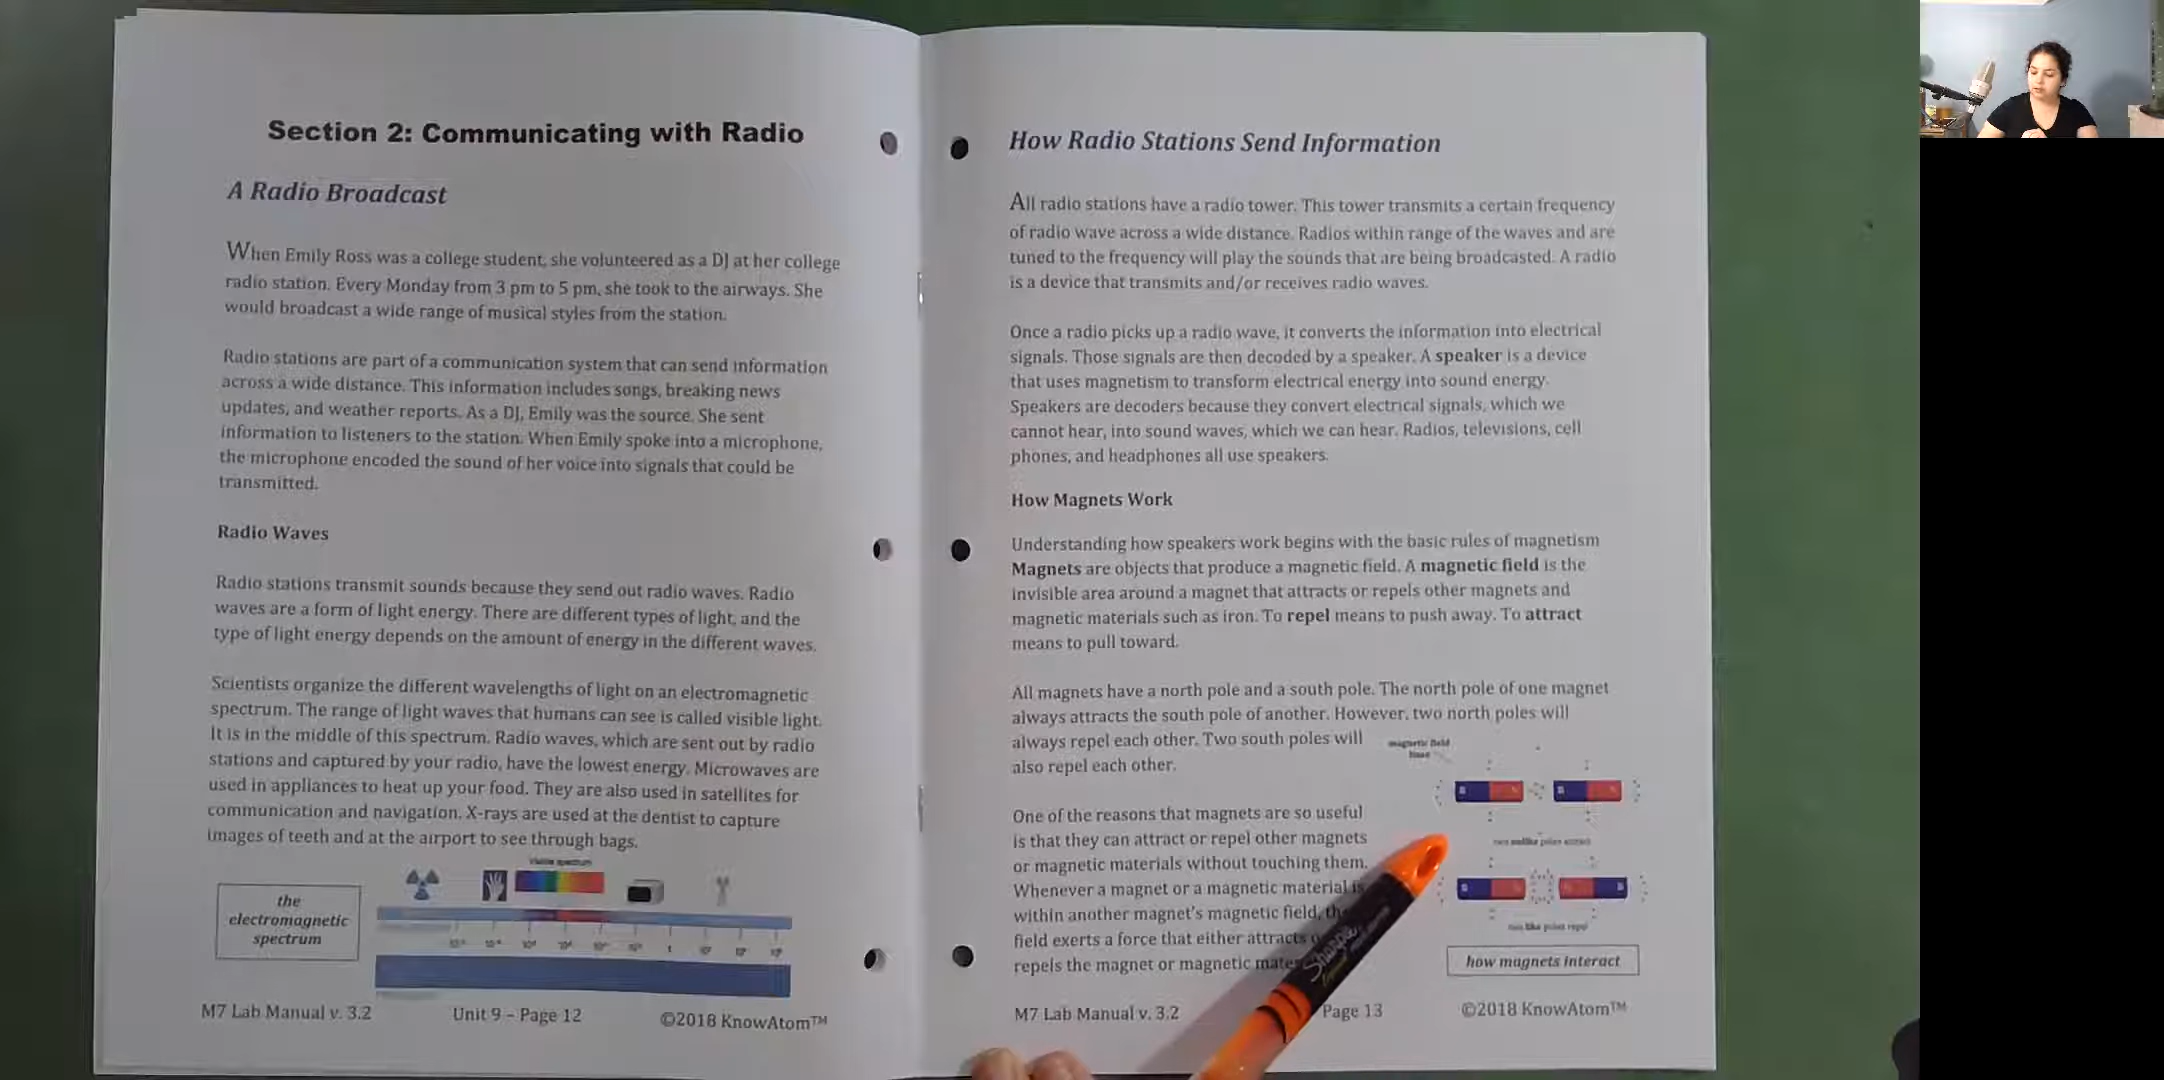 Section 2: Communicating with Radio
A Radio Broadcast
When Emily Ross was a college student, she volunteered as a DJ at her college
radio station. Every Monday from 3 pm to 5 pm, she took to the airways. She
would broadcast a wide range of musical styles from the station.
Radio stations are part of a communication system that can send information
across a wide distance. This information includes songs, breaking news
updates, and weather reports. As a DJ, Emily was the source. She sent
information to listeners to the station. When Emily spoke into a microphone,
the microphone encoded the sound of her voice into signals that could be
transmitted.
Radio Waves
Radio stations transmit sounds because they send out radio waves. Radio
waves are a form of light energy. There are different types of light, and the
type of light energy depends on the amount of energy in the different waves.
Scientists organize the different wavelengths of light on an electromagnetic
spectrum. The range of light waves that humans can see is called visible light.
It is in the middle of this spectrum. Radio waves, which are sent out by radio
stations and captured by your radio, have the lowest energy. Microwaves are
used in appliances to heat up your food. They are also used in satellites for
communication and navigation. X-rays are used at the dentist to capture
images of teeth and at the airport to see through bags.
Visible spectrum
the
electromagnetic
spectrum
M7 Lab Manual v. 3.2
Unit 9 – Page 12
©2018 KnowAtom™
How Radio Stations Send Information
All radio stations have a radio tower. This tower transmits a certain frequency
of radio wave across a wide distance. Radios within range of the waves and are
tuned to the frequency will play the sounds that are being broadcasted. A radio
is a device that transmits and/or receives radio waves.
Once a radio picks up a radio wave, it converts the information into electrical
signals. Those signals are then decoded by a speaker. A speaker is a device
that uses magnetism to transform electrical energy into sound energy.
Speakers are decoders because they convert electrical signals, which we
cannot hear, into sound waves, which we can hear. Radios, televisions, cell
phones, and headphones all use speakers.
How Magnets Work
Understanding how speakers work begins with the basic rules of magnetism
Magnets are objects that produce a magnetic field. A magnetic field is the
invisible area around a magnet that attracts or repels other magnets and
magnetic materials such as iron. To repel means to push away. To attract
means to pull toward.
All magnets have a north pole and a south pole. The north pole of one magnet
always attracts the south pole of another. However, two north poles will
always repel each other. Two south poles will
also repel each other.
One of the reasons that magnets are so useful
is that they can attract or repel other magnets
or magnetic materials without touching them.
Whenever a magnet or a magnetic material is
within another magnet's magnetic field, the
field exerts a force that either attracts
repels the magnet or magnetic
magnetic field
lines
two unlike poles attract
two like poles repel
how magnets interact
Sharpie
M7 Lab Manual v. 3.2
Page 13
©2018 KnowAtom™